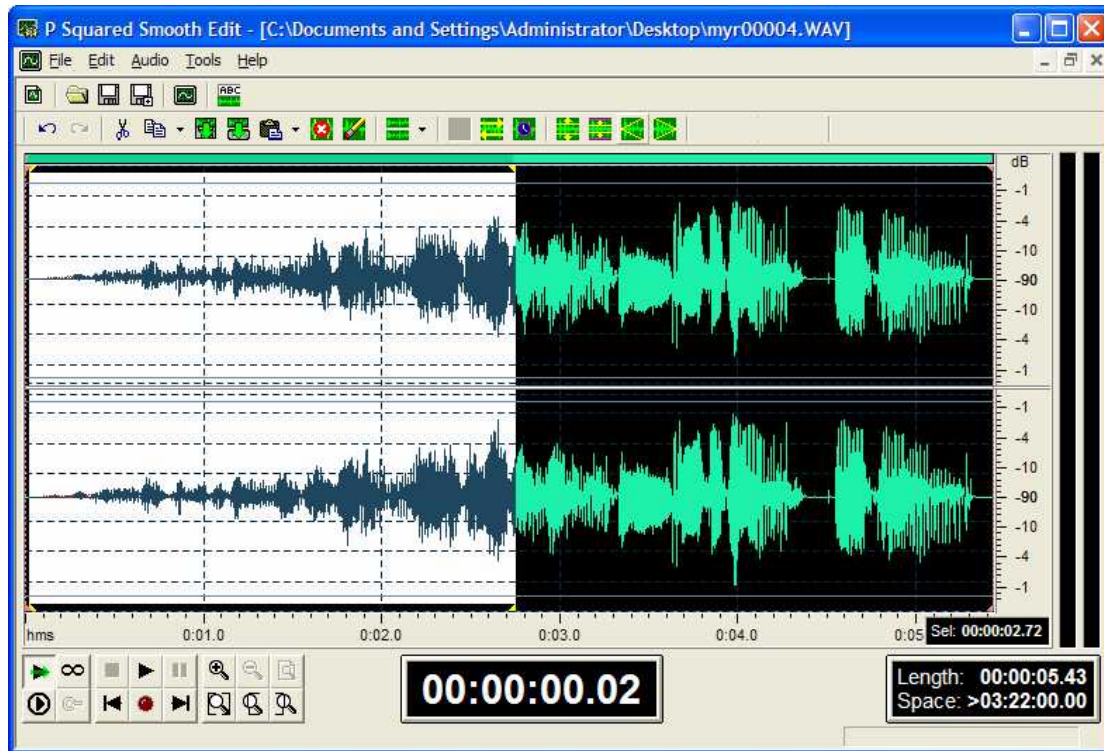 P Squared Smooth Edit - [C:\Documents and Settings\Administrator\Desktop\myr00004.WAV]
File Edit Audio Tools Help
ABC
dB
-1
-4
-10
-90
-10
-4
-1
-1
-4
-10
-90
-10
-4
-1
hms 0:01.0 0:02.0 0:03.0 0:04.0 0:05 Sel: 00:00:02.72
00:00:00.02
Length: 00:00:05.43
Space: >03:22:00.00